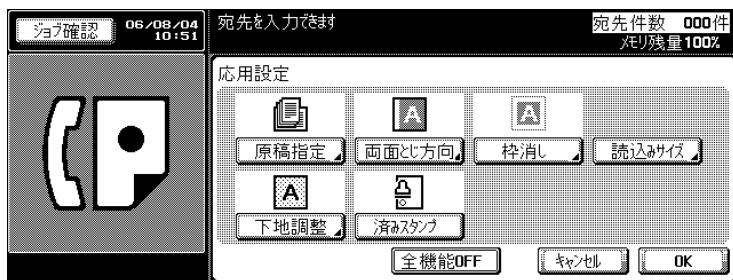 ジョブ確認
06/08/04
10:51
宛先を入力できます
宛先件数 000件
メモリ残量100%
応用設定
原稿指定
両面とじ方向
枠消し
読込みサイズ
A
下地調整
済みスタンプ
全機能OFF
キャンセル
OK